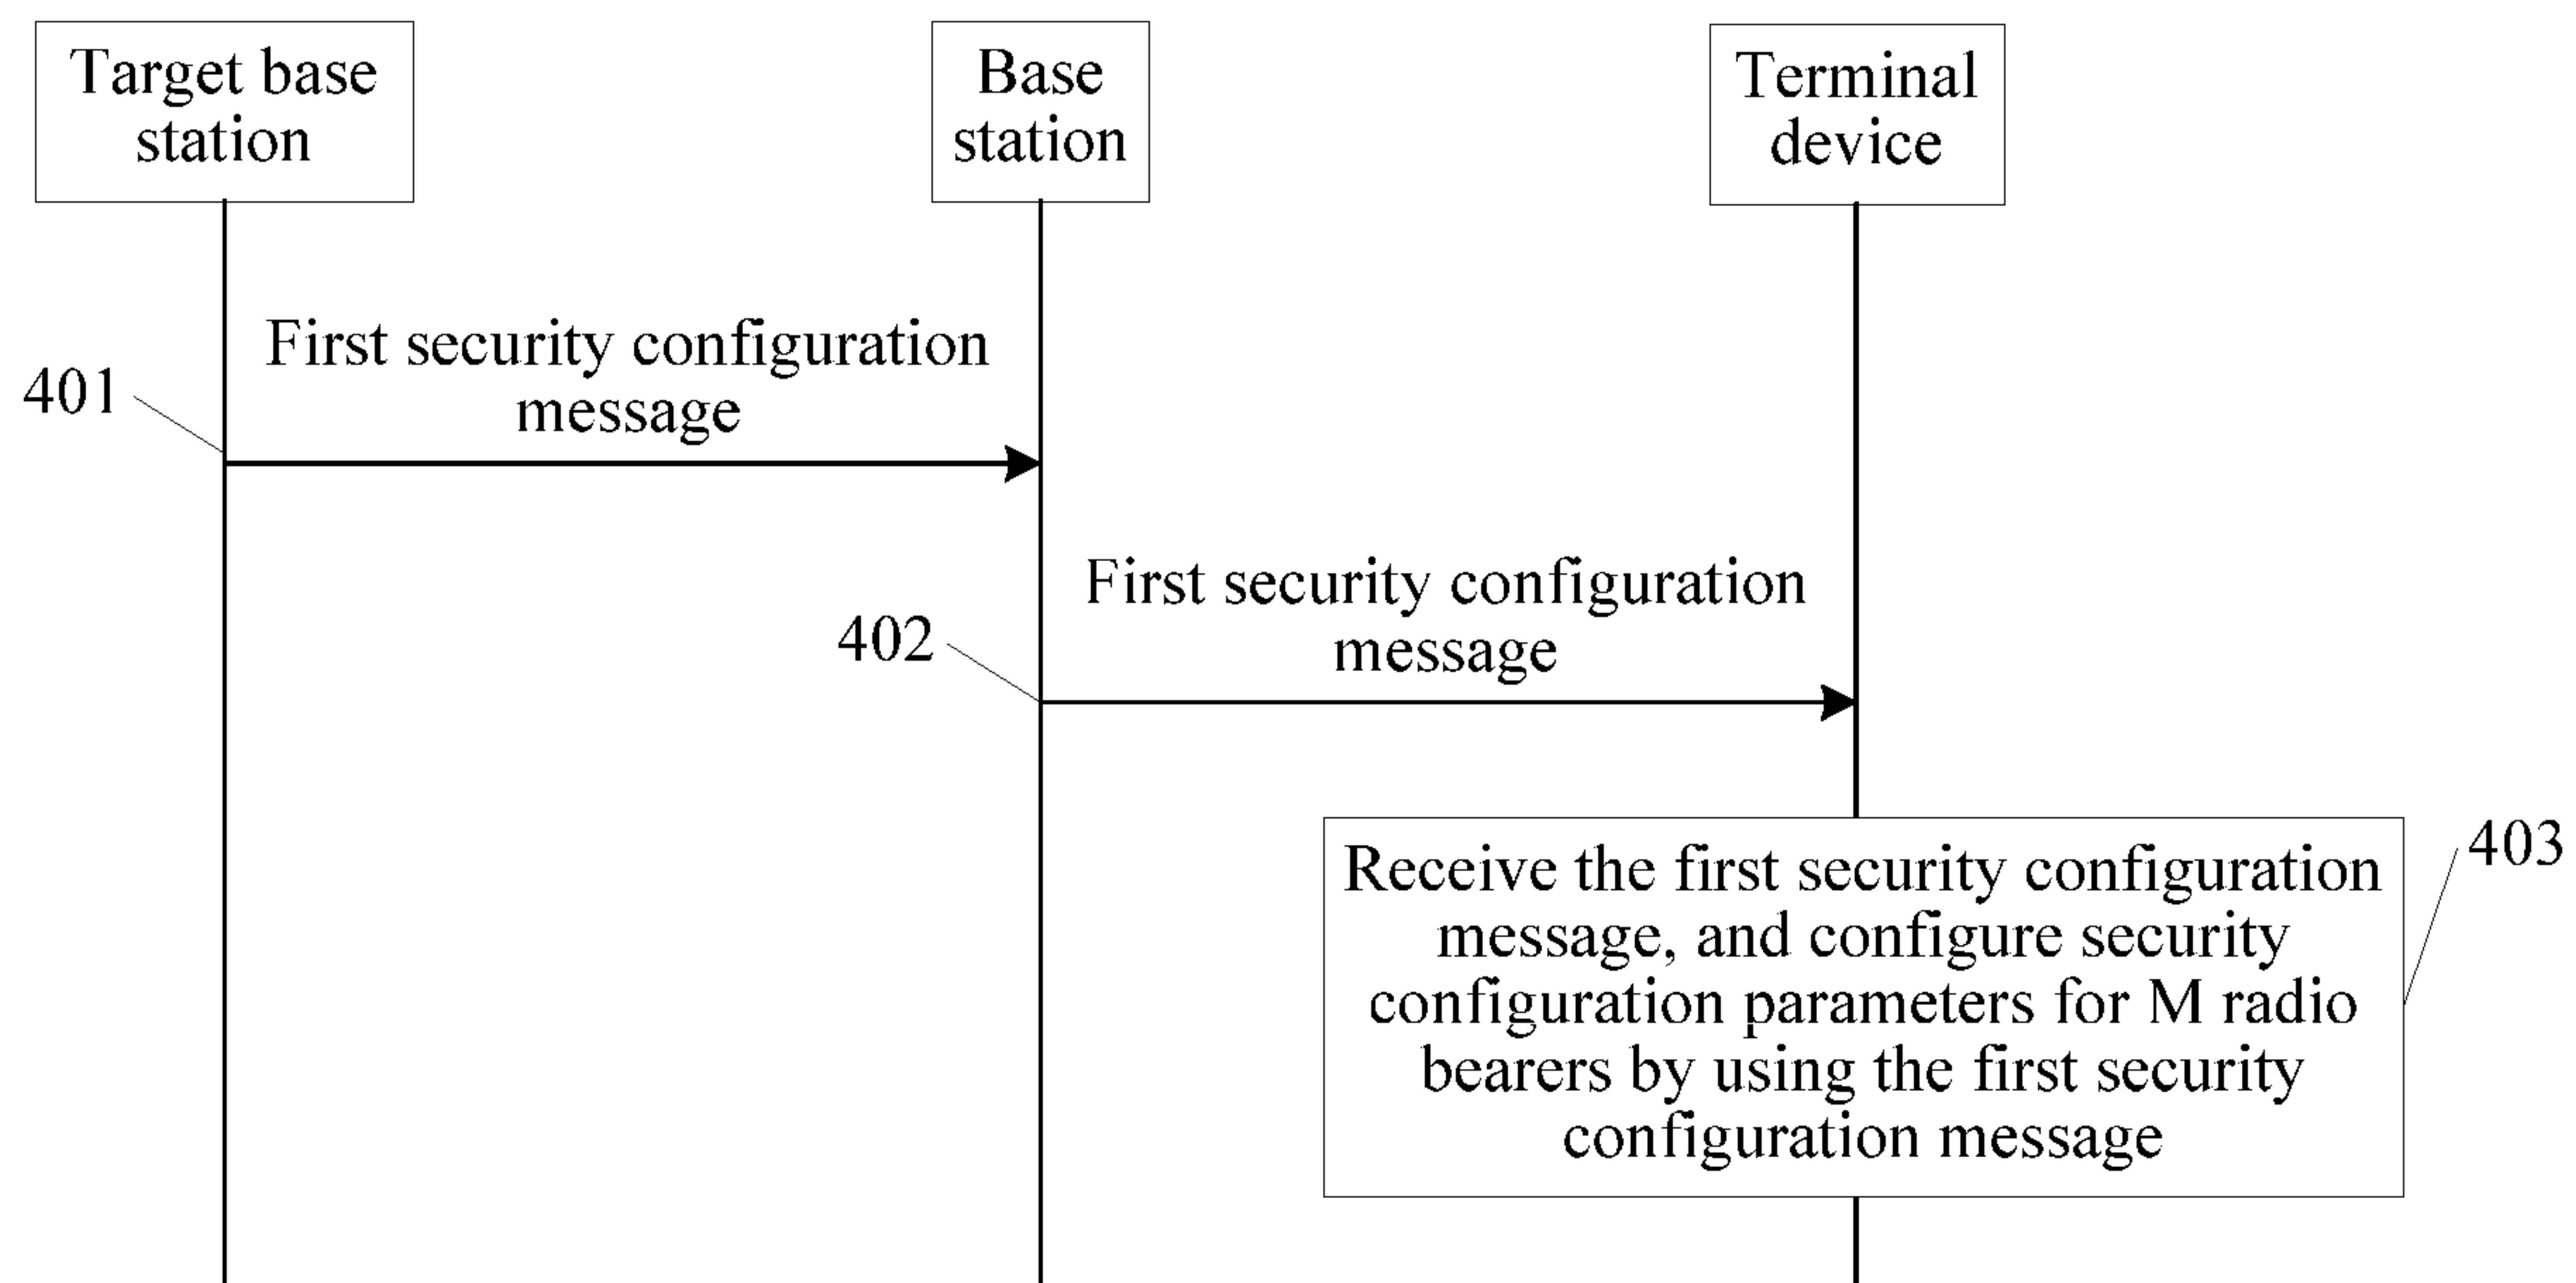 Target base
station
Base
station
Terminal
device
First security configuration
message
401
First security configuration
message
402
Receive the first security configuration
message, and configure security
configuration parameters for M radio
bearers by using the first security
configuration message
403